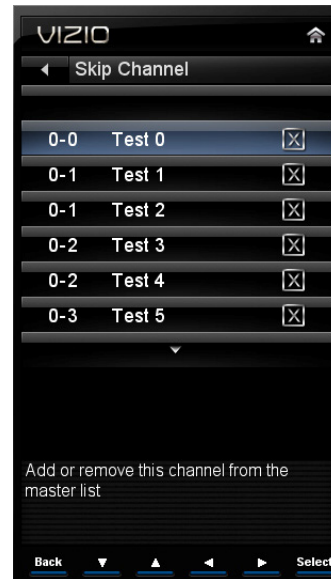 VIZIO
Skip Channel
0-0 Test 0 X
0-1 Test 1 X
0-1 Test 2 X
0-2 Test 3 X
0-2 Test 4 X
0-3 Test 5 X
Add or remove this channel from the
master list
Back Select